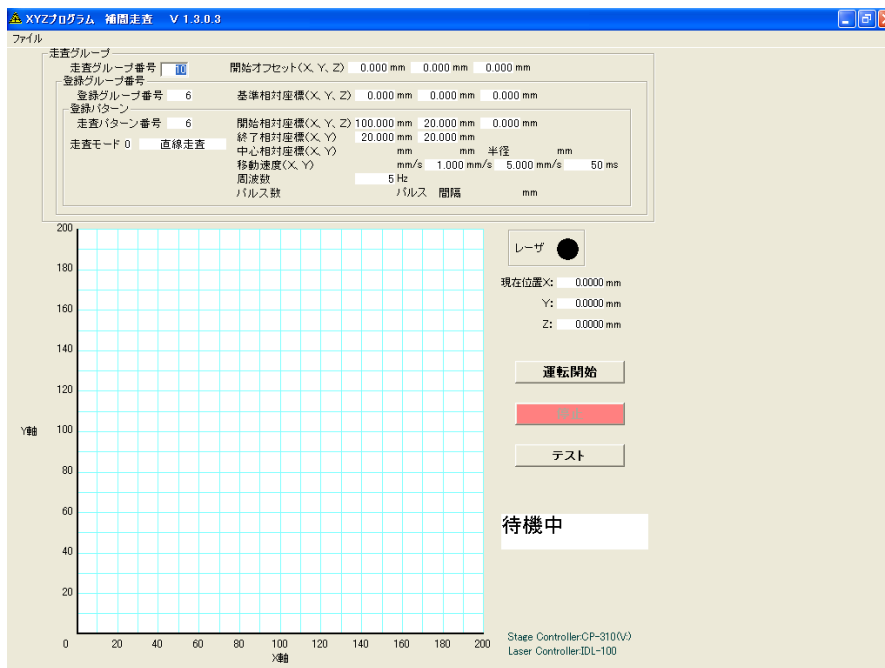 XYZプログラム 補間走査 V 1.3.0.3
ファイル
走査グループ
走査グループ番号 10 開始オフセット(X, Y, Z) 0.000 mm 0.000 mm 0.000 mm
登録グループ番号
登録グループ番号 6 基準相対座標(X, Y, Z) 0.000 mm 0.000 mm 0.000 mm
登録パターン
走査パターン番号 6 開始相対座標(X, Y, Z) 100.000 mm 20.000 mm 0.000 mm
終了相対座標(X, Y) 20.000 mm 20.000 mm
走査モード 0 直線走査 中心相対座標(X, Y) mm mm 半径 mm
移動速度(X, Y) mm/s 1.000 mm/s 5.000 mm/s 50 ms
周波数 5 Hz
パルス数 パルス 間隔 mm
200
180
160
140
120
100
80
60
40
20
Y軸
0 20 40 60 80 100 120 140 160 180 200
X軸
レーザ
現在位置X: 0.0000 mm
Y: 0.0000 mm
Z: 0.0000 mm
運転開始
停止
テスト
待機中
Stage Controller:CP-310(V:)
Laser Controller:IDL-100